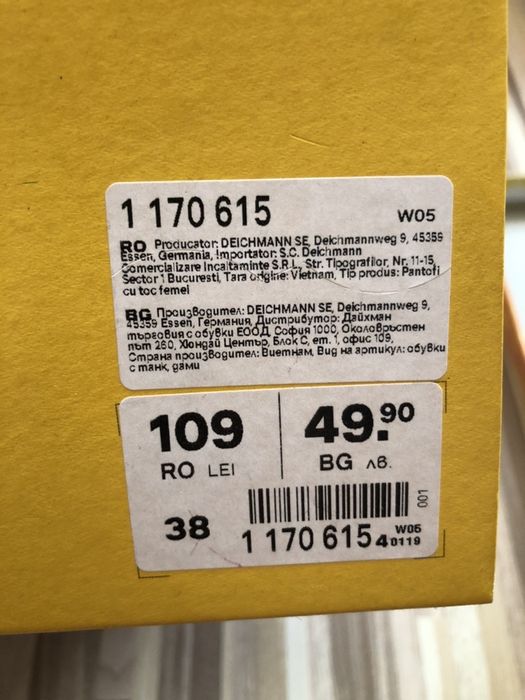 1 170 615 W05
RO Producator: DEICHMANN SE, Deichmannweg 9, 45359
Essen, Germania, Importator: S.C. Deichmann
Comercializare Incaltaminte S.R.L., Str. Tipografilor, Nr. 11-15,
Sector 1 Bucuresti, Tara origine: Vietnam, Tip produs: Pantofi
cu toc femei
BG Производител: DEICHMANN SE, Deichmannweg 9,
45359 Essen, Германия, Дистрибутор: Дайхман
търговия с обувки ЕООД, София 1000, Околовръстен
път 260, Хюндай Център, Блок С, ет. 1, офис 109,
Страна производител: Виетнам, Вид на артикул: обувки
с танк, дами
109 49.90
RO LEI BG лв.
001
38
1 170 615 4 W05
0119